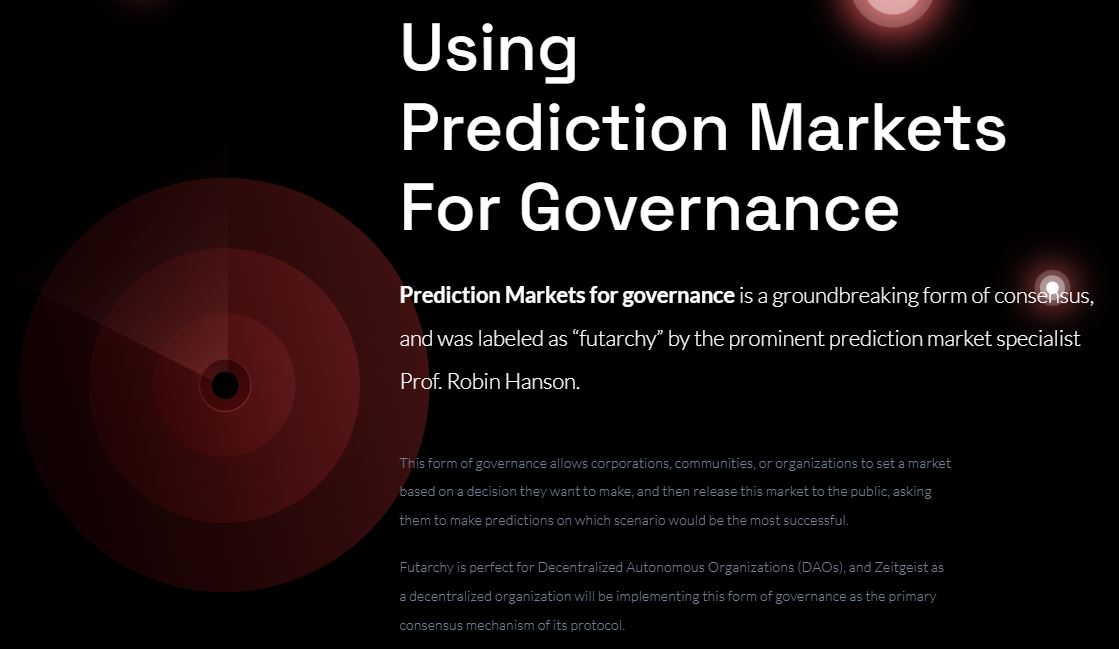 Using
Prediction Markets
For Governance
Prediction Markets for governance is a groundbreaking form of consensus,
and was labeled as “futarchy” by the prominent prediction market specialist
Prof. Robin Hanson.
This form of governance allows corporations, communities, or organizations to set a market
based on a decision they want to make, and then release this market to the public, asking
them to make predictions on which scenario would be the most successful.
Futarchy is perfect for Decentralized Autonomous Organizations (DAOs), and Zeitgeist as
a decentralized organization will be implementing this form of governance as the primary
consensus mechanism of its protocol.